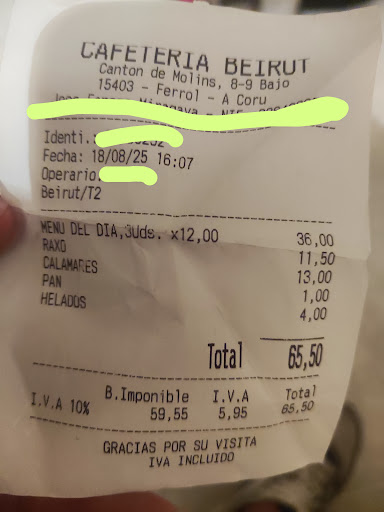 CAFETERIA BEIRUT
Canton de Molins, 8-9 Bajo
15403 - Ferrol - A Coru
Identi.:
Fecha: 18/08/25 16:07
Operario
Beirut/T2
MENU DEL DIA,3uds. x12,00 36,00
RAXO 11,50
CALAMARES 13,00
PAN 1,00
HELADOS 4,00
Total 65,50
B.Imponible I.V.A Total
I.V.A 10% 59,55 5,95 65,50
GRACIAS POR SU VISITA
IVA INCLUIDO